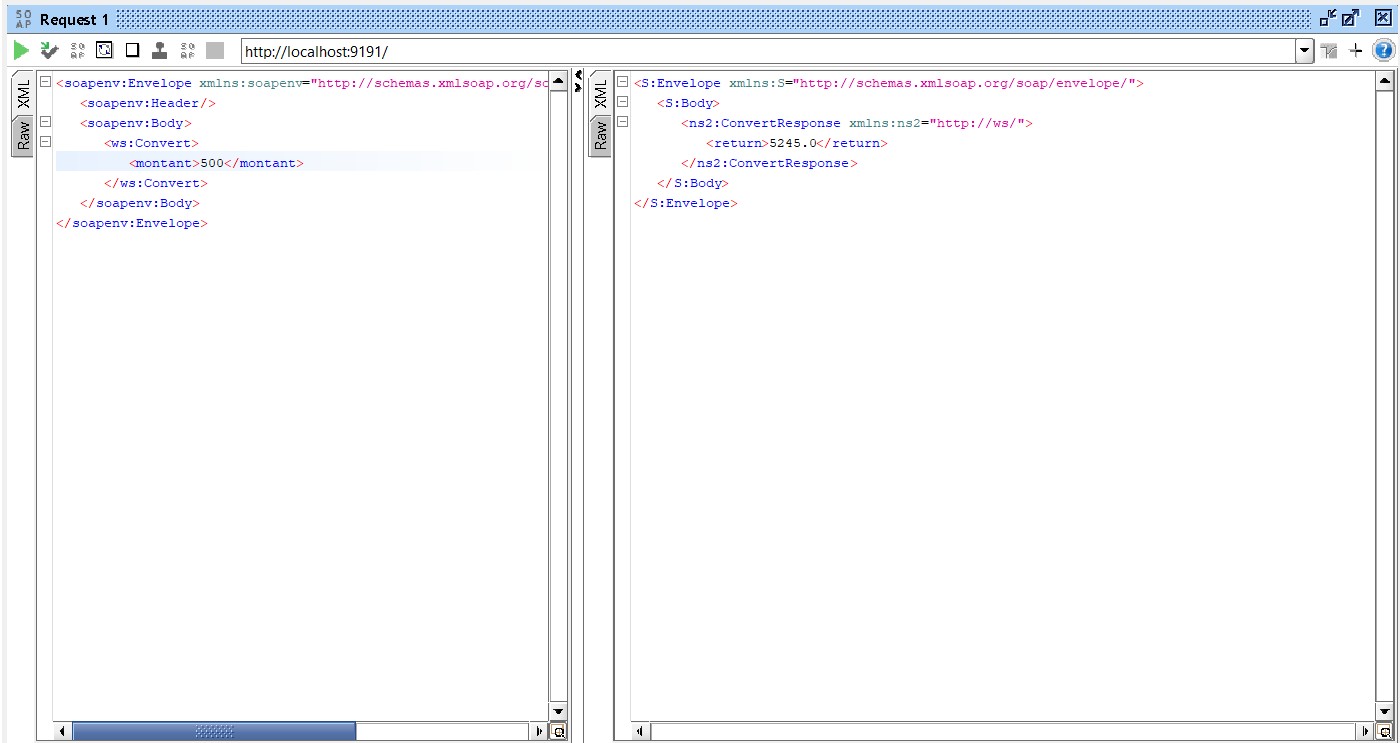 SO AP Request 1
http://localhost:9191/
XML
Raw
<soapenv:Envelope xmlns:soapenv="http://schemas.xmlsoap.org/so
<soapenv:Header/>
<soapenv:Body>
<ws:Convert>
<montant>500</montant>
</ws:Convert>
</soapenv:Body>
</soapenv:Envelope>
XML
Raw
<S:Envelope xmlns:S="http://schemas.xmlsoap.org/soap/envelope/">
<S:Body>
<ns2:ConvertResponse xmlns:ns2="http://ws/">
<return>5245.0</return>
</ns2:ConvertResponse>
</S:Body>
</S:Envelope>